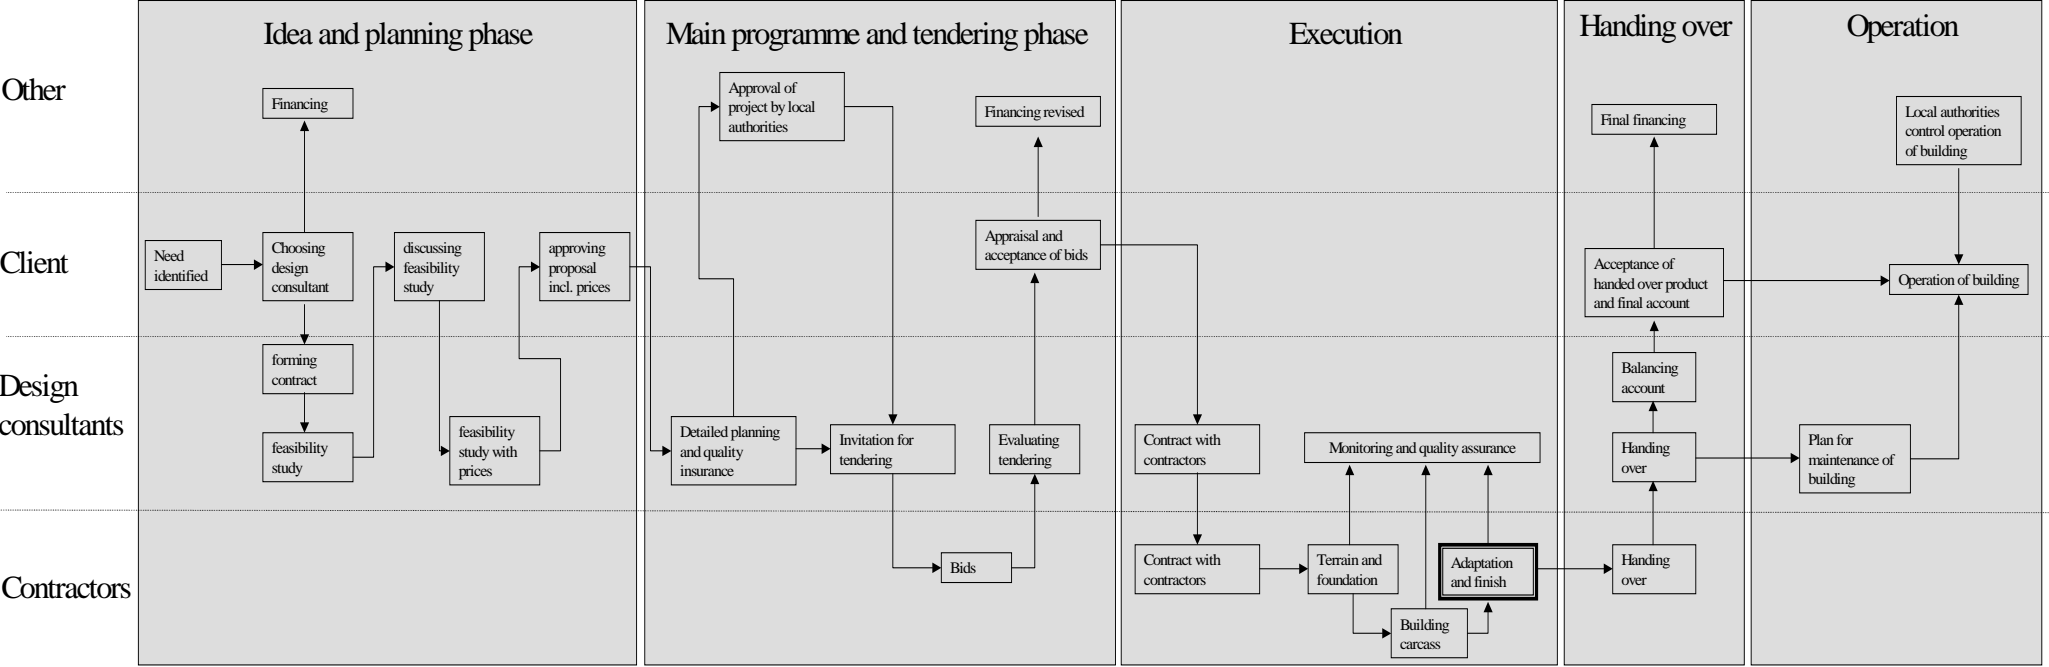 Idea and planning phase
Main programme and tendering phase
Execution
Handing over
Operation
Other
Financing
Approval of
project by local
authorities
Financing revised
Final financing
Local authorities
control operation
of building
Client
Need
identified
Choosing
design
consultant
discussing
feasibility
study
approving
proposal
incl. prices
Appraisal and
acceptance of bids
Acceptance of
handed over product
and final account
Operation of building
Design
consultants
forming
contract
feasibility
study
feasibility
study with
prices
Detailed planning
and quality
insurance
Invitation for
tendering
Evaluating
tendering
Contract with
contractors
Monitoring and quality assurance
Balancing
account
Handing
over
Plan for
maintenance of
building
Contractors
Bids
Contract with
contractors
Terrain and
foundation
Building
carcass
Adaptation
and finish
Handing
over